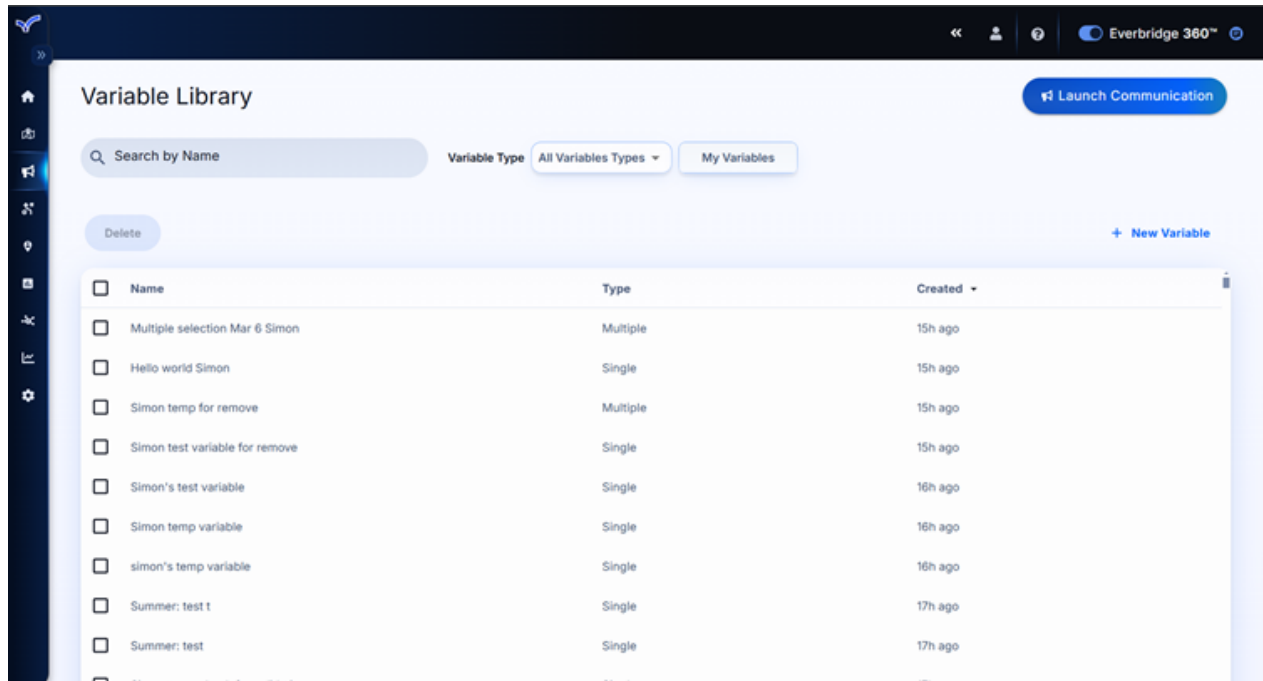 Everbridge 360™
Variable Library
Launch Communication
Search by Name
Variable Type All Variables Types My Variables
Delete
+ New Variable
Name Type Created
Multiple selection Mar 6 Simon Multiple 15h ago
Hello world Simon Single 15h ago
Simon temp for remove Multiple 15h ago
Simon test variable for remove Single 15h ago
Simon's test variable Single 16h ago
Simon temp variable Single 16h ago
simon's temp variable Single 16h ago
Summer: test t Single 17h ago
Summer: test Single 17h ago